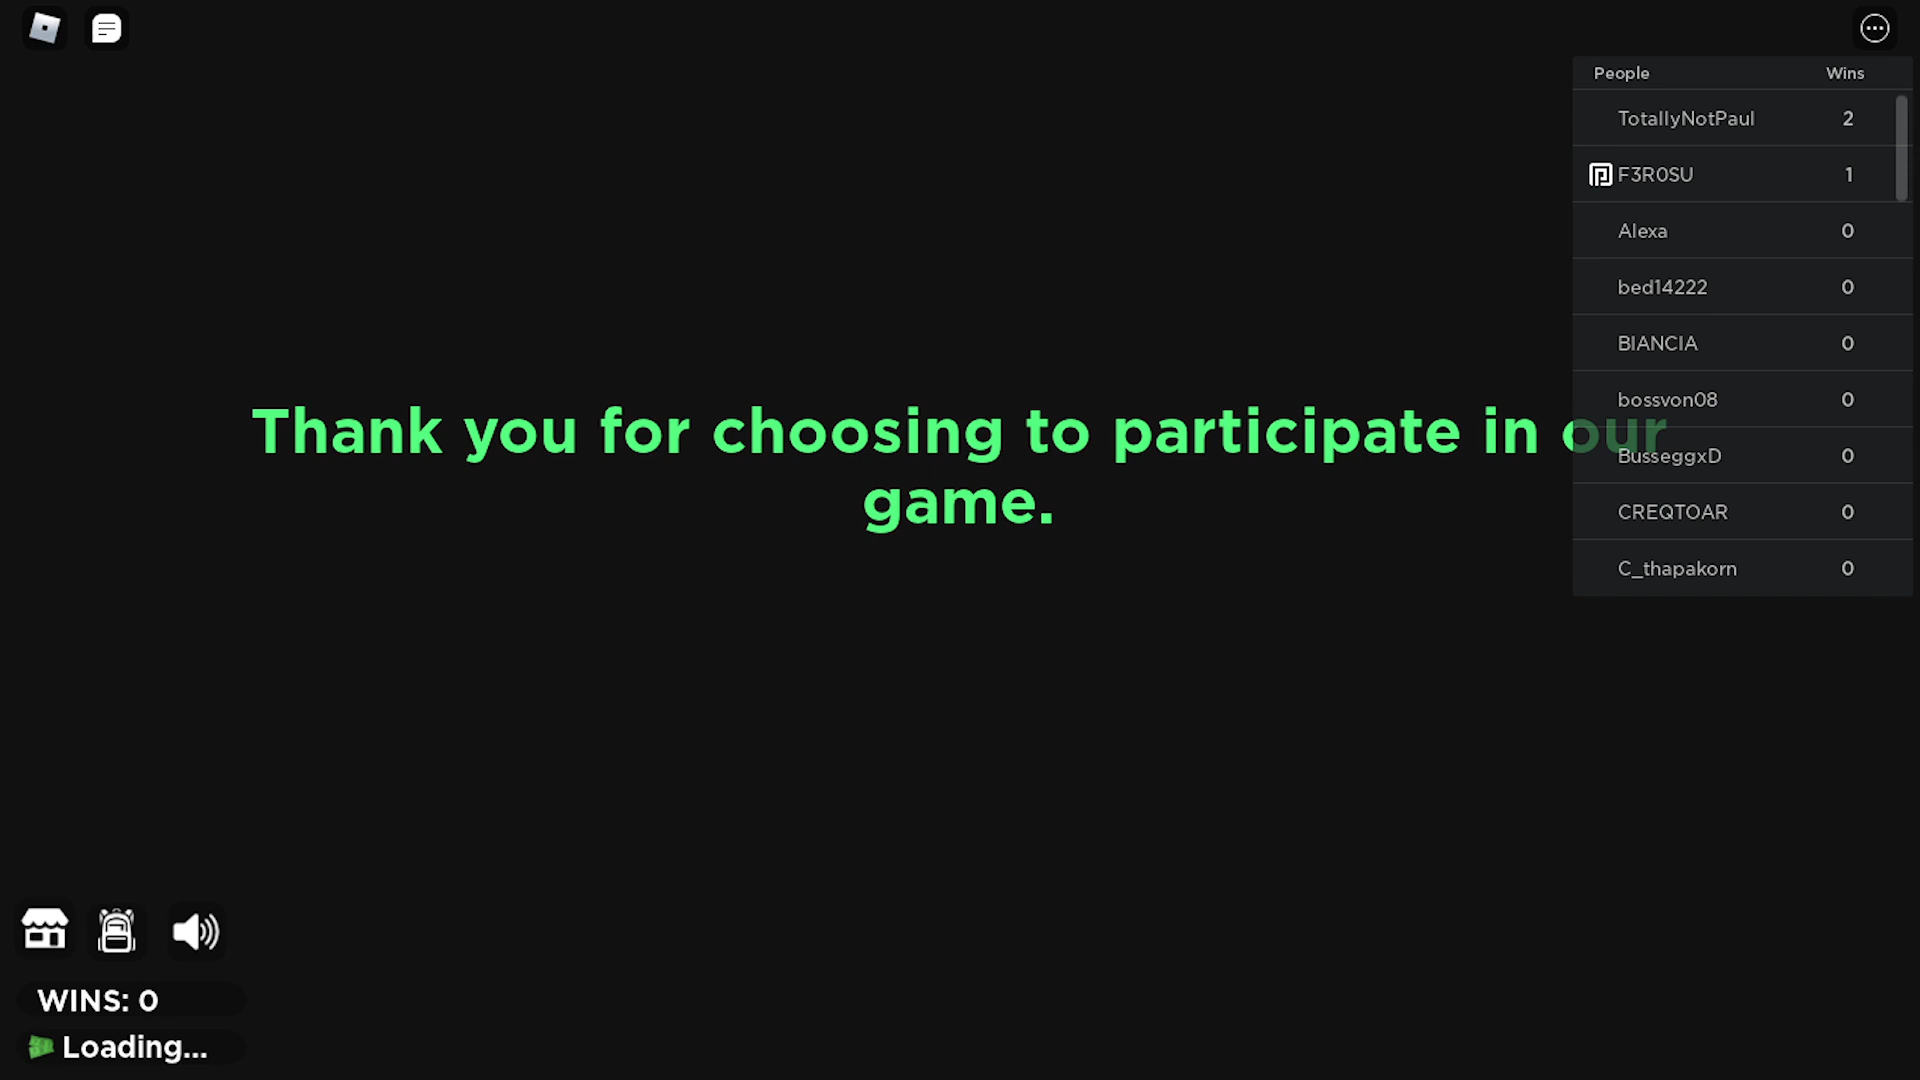 People Wins
TotallyNotPaul 2
F3R0SU 1
Alexa 0
bed14222 0
BIANCIA 0
bossvon08 0
Thank you for choosing to participate in our
game.
BusseggxD 0
CREQTOAR 0
C_thapakorn 0
WINS: 0
Loading...